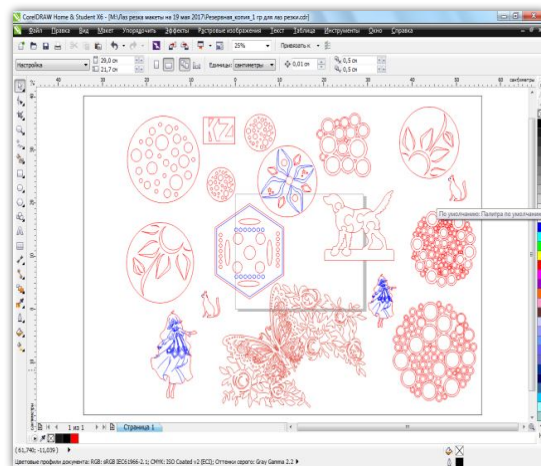 CorelDRAW Home & Student X6 - [M:\Лаз резка макеты на 19 мая 2017\Резервная_копия_1 гр для лаз резки.cdr]
Файл Правка Вид Макет Упорядочить Эффекты Растровые изображения Текст Таблица Инструменты Окно Справка
25% Привязать к
Настройка 29,0 см 21,7 см Единицы: сантиметры 0,01 см 0,5 см 0,5 см
сантиметры
KZ
По умолчанию: Палитра по умолчанию
1 из 1 Страница 1
(61,740; -11,039)
Цветовые профили документа: RGB: sRGB IEC61966-2.1; CMYK: ISO Coated v2 (ECI); Оттенки серого: Gray Gamma 2.2